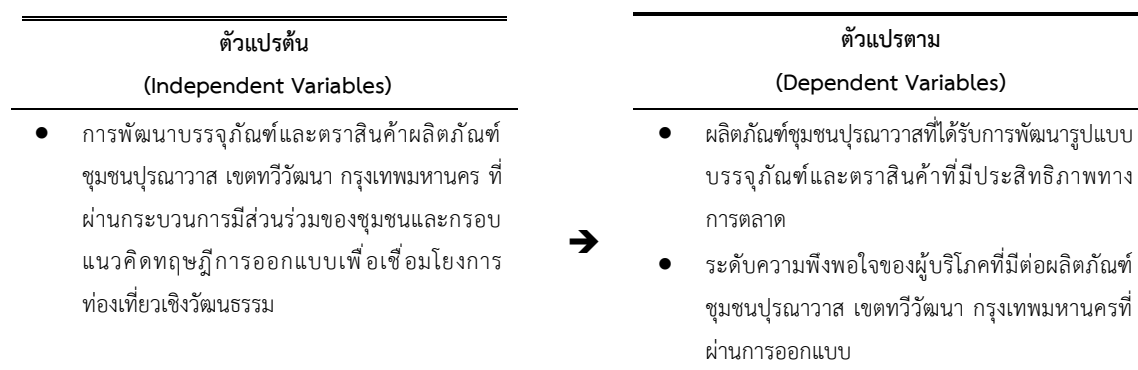 ตัวแปรต้น
(Independent Variables)
● การพัฒนาบรรจุภัณฑ์และตราสินค้าผลิตภัณฑ์
ชุมชนปุรณาวาส เขตทวีวัฒนา กรุงเทพมหานคร ที่
ผ่านกระบวนการมีส่วนร่วมของชุมชนและกรอบ
แนวคิดทฤษฎีการออกแบบเพื่อเชื่อมโยงการ
ท่องเที่ยวเชิงวัฒนธรรม
➔
ตัวแปรตาม
(Dependent Variables)
● ผลิตภัณฑ์ชุมชนปุรณาวาสที่ได้รับการพัฒนารูปแบบ
บรรจุภัณฑ์และตราสินค้าที่มีประสิทธิภาพทาง
การตลาด
● ระดับความพึงพอใจของผู้บริโภคที่มีต่อผลิตภัณฑ์
ชุมชนปุรณาวาส เขตทวีวัฒนา กรุงเทพมหานครที่
ผ่านการออกแบบ